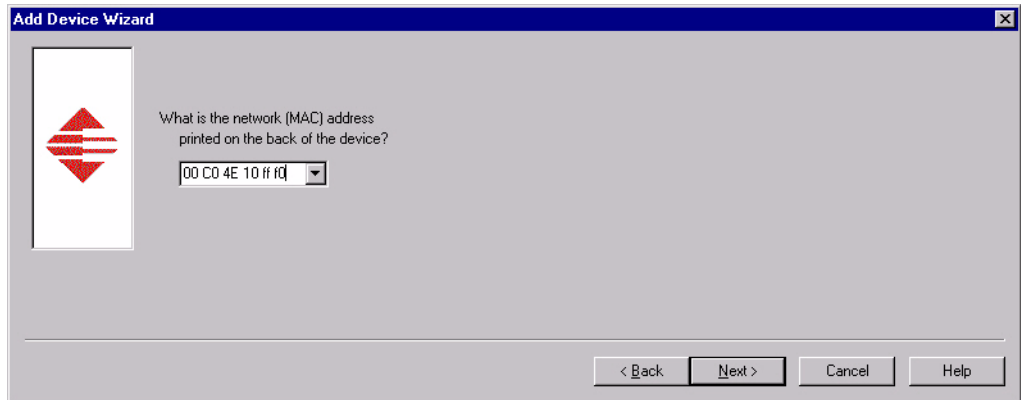 Add Device Wizard
What is the network (MAC) address
printed on the back of the device?
00 C0 4E 10 ff f0
< Back
Next >
Cancel
Help